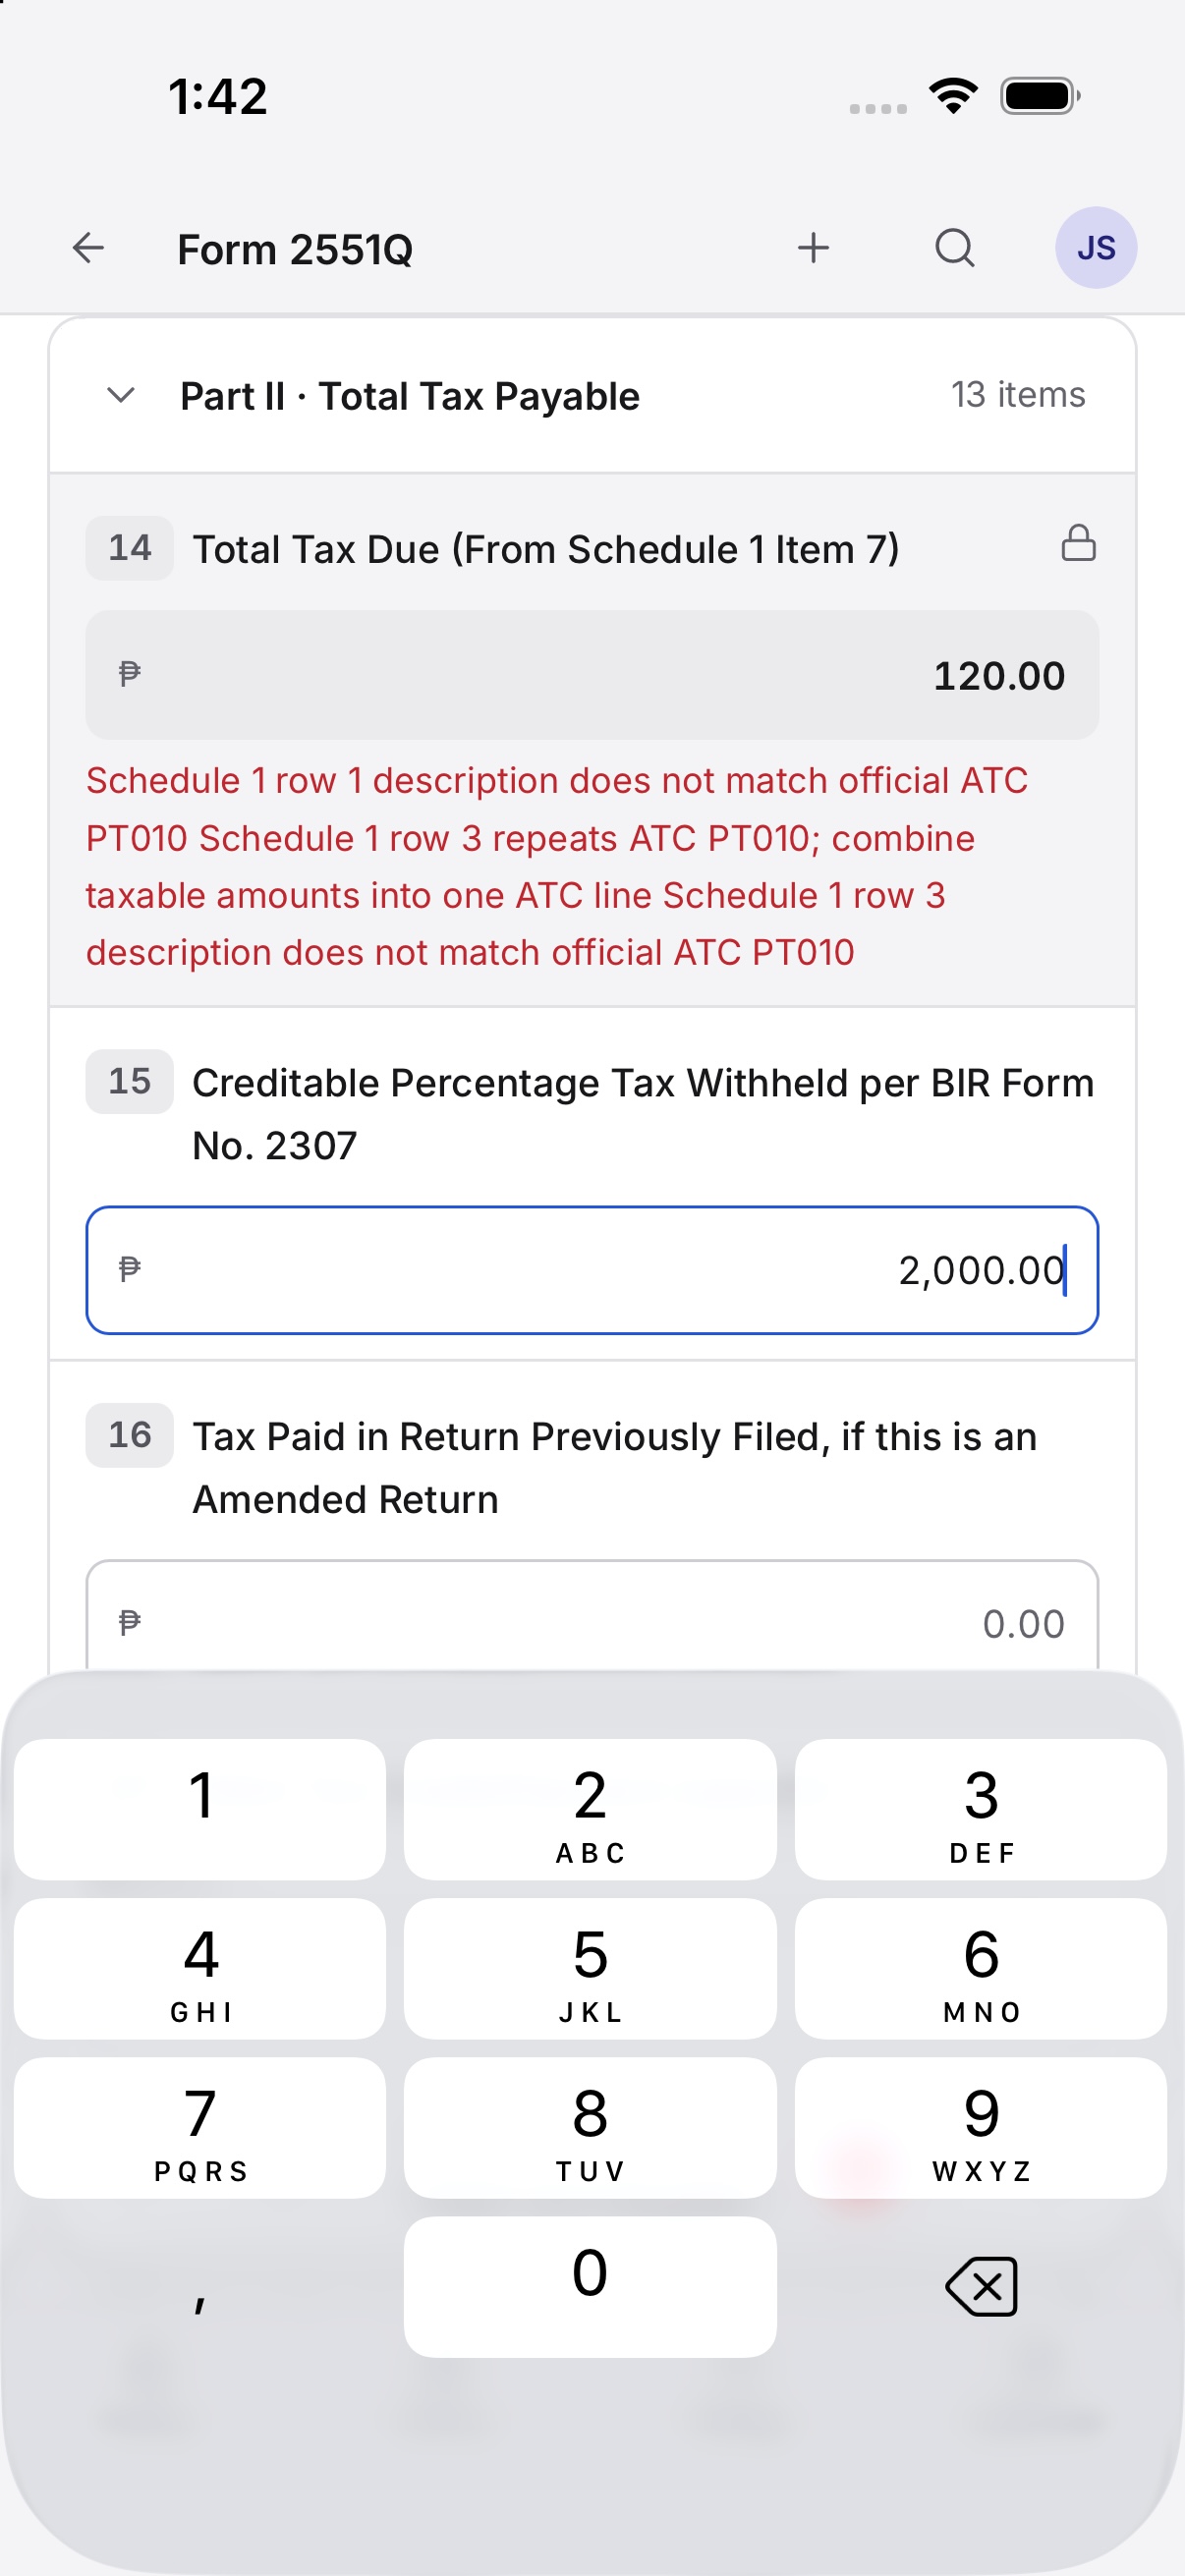 1:42
Form 2551Q
JS
Part II · Total Tax Payable
13 items
14 Total Tax Due (From Schedule 1 Item 7)
₱ 120.00
Schedule 1 row 1 description does not match official ATC
PT010 Schedule 1 row 3 repeats ATC PT010; combine
taxable amounts into one ATC line Schedule 1 row 3
description does not match official ATC PT010
15 Creditable Percentage Tax Withheld per BIR Form
No. 2307
₱ 2,000.00
16 Tax Paid in Return Previously Filed, if this is an
Amended Return
₱ 0.00
1 2 3
ABC DEF
4 5 6
GHI JKL MNO
7 8 9
PQRS TUV WXYZ
, 0